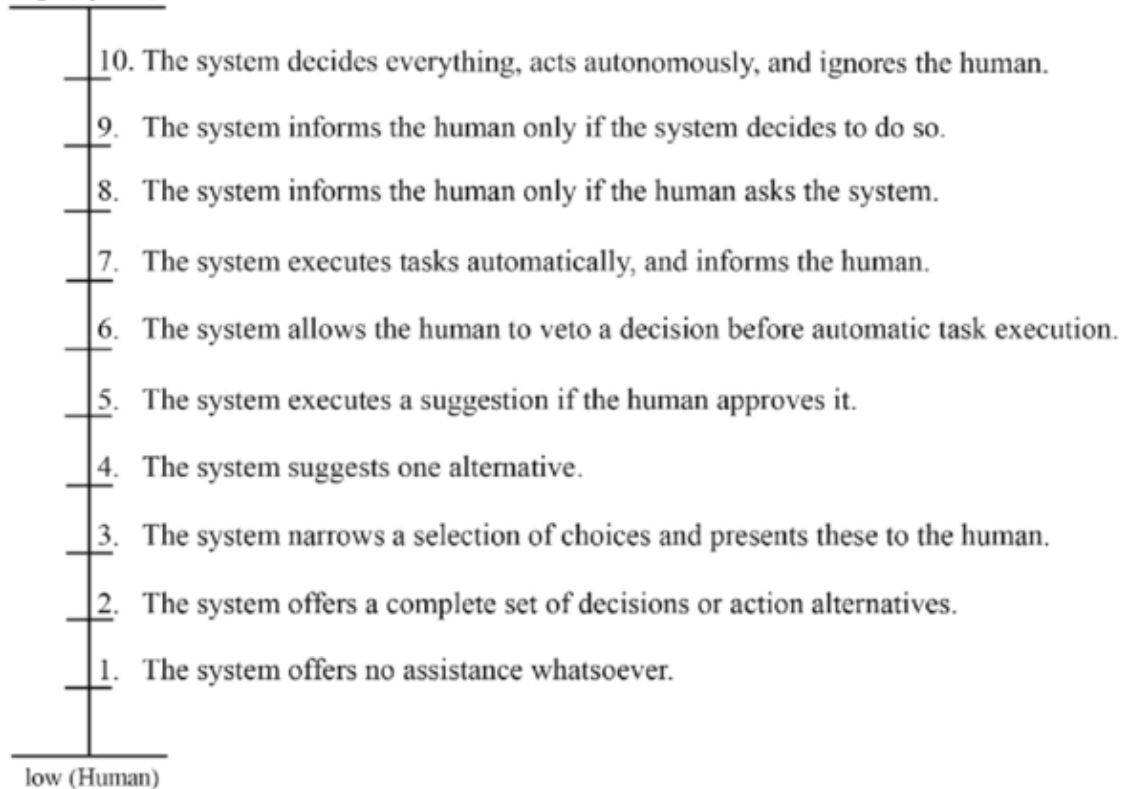 10. The system decides everything, acts autonomously, and ignores the human.
9. The system informs the human only if the system decides to do so.
8. The system informs the human only if the human asks the system.
7. The system executes tasks automatically, and informs the human.
6. The system allows the human to veto a decision before automatic task execution.
5. The system executes a suggestion if the human approves it.
4. The system suggests one alternative.
3. The system narrows a selection of choices and presents these to the human.
2. The system offers a complete set of decisions or action alternatives.
1. The system offers no assistance whatsoever.
low (Human)